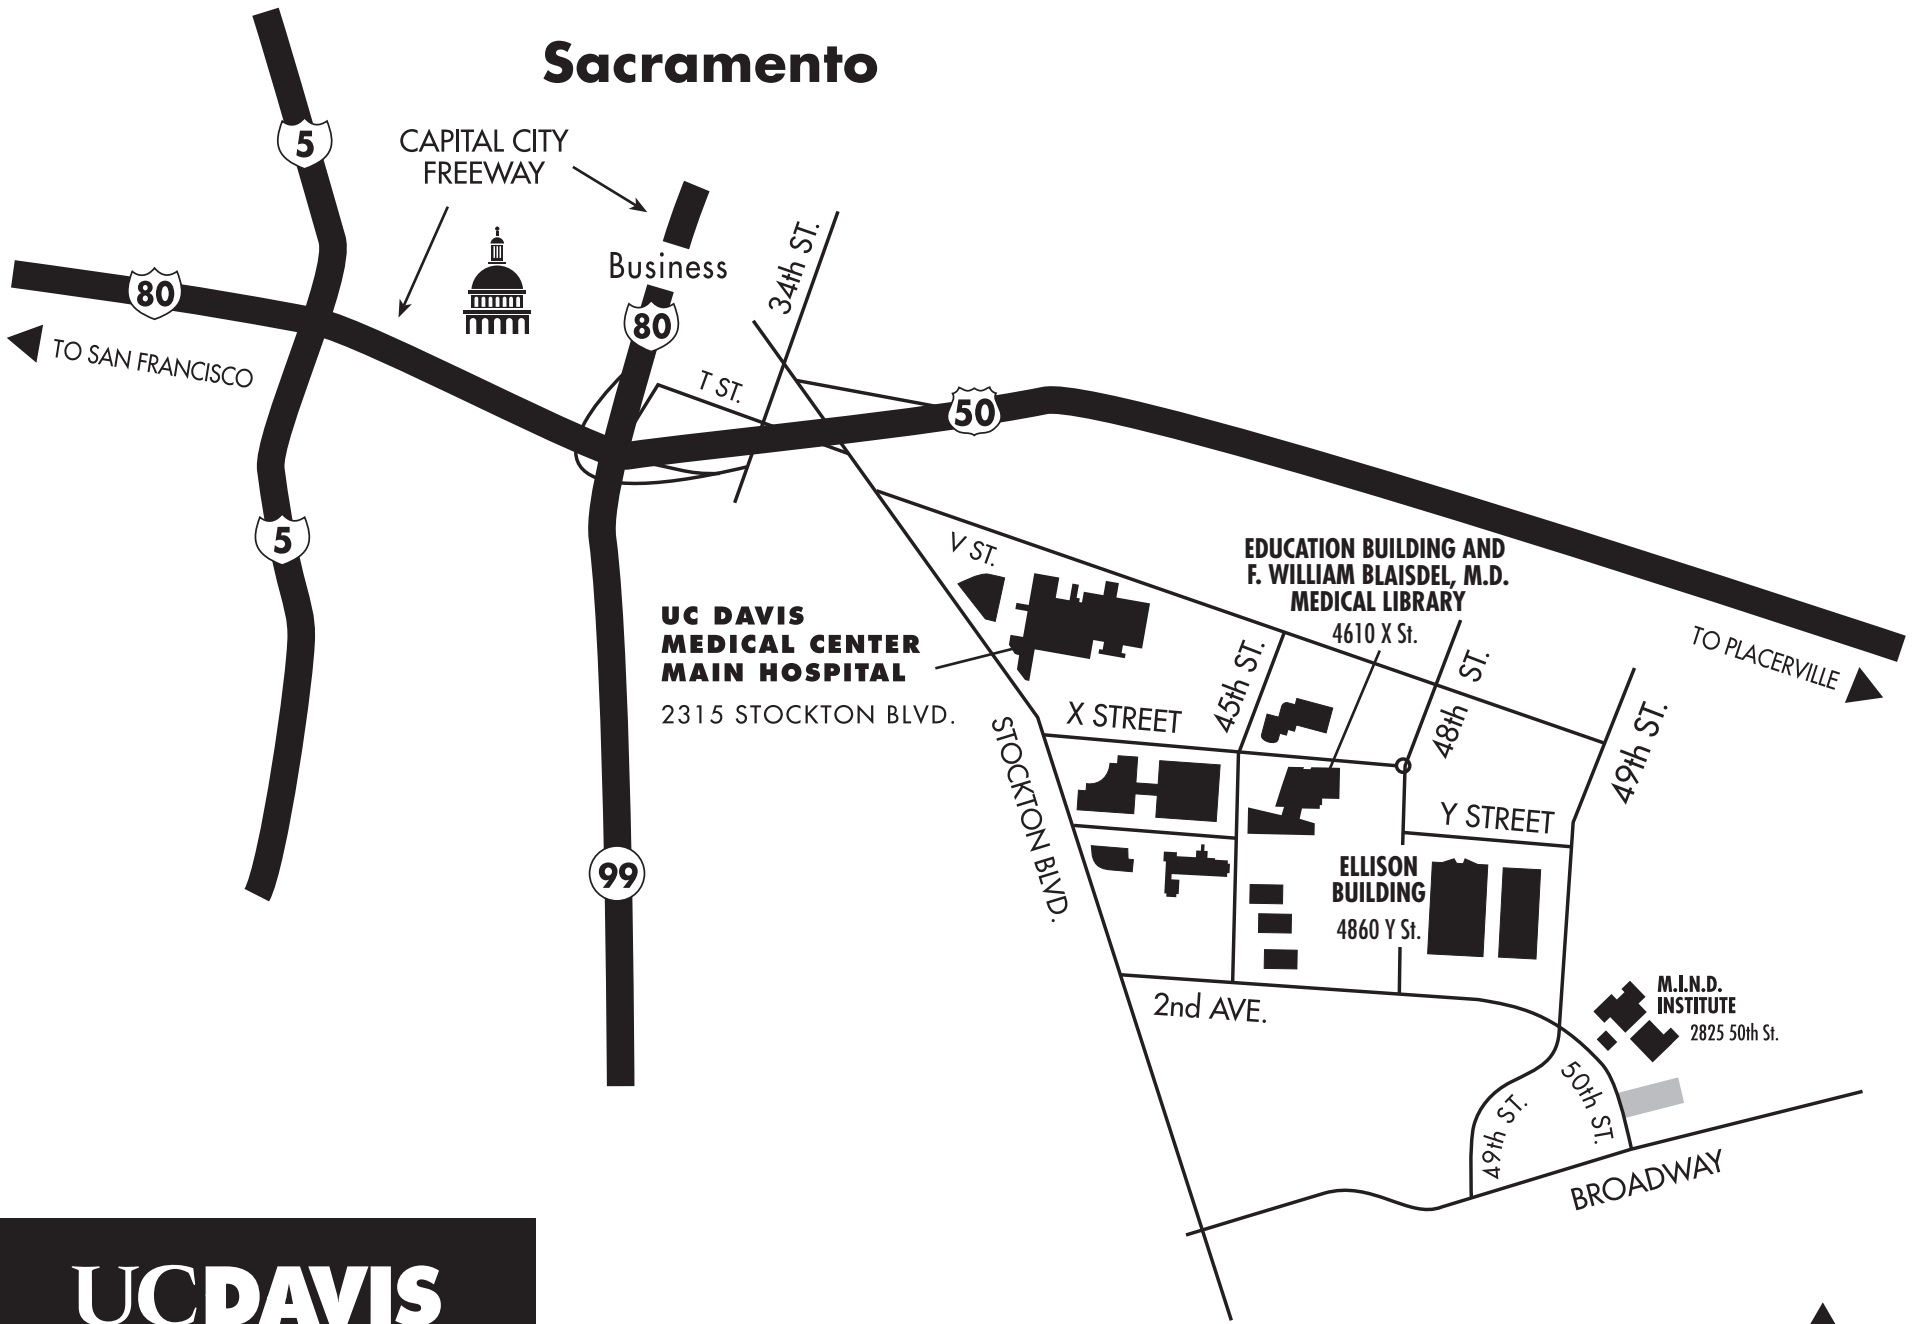 Sacramento
5
CAPITAL CITY
FREEWAY
Business
34th ST.
80
80
TO SAN FRANCISCO
T ST.
50
5
V ST.
EDUCATION BUILDING AND
F. WILLIAM BLAISDEL, M.D.
MEDICAL LIBRARY
4610 X St.
UC DAVIS
MEDICAL CENTER
MAIN HOSPITAL
2315 STOCKTON BLVD.
TO PLACERVILLE
45th ST.
48th ST.
49th ST.
X STREET
STOCKTON BLVD.
Y STREET
99
ELLISON
BUILDING
4860 Y St.
2nd AVE.
M.I.N.D.
INSTITUTE
2825 50th St.
50th ST.
49th ST.
BROADWAY
UCDAVIS